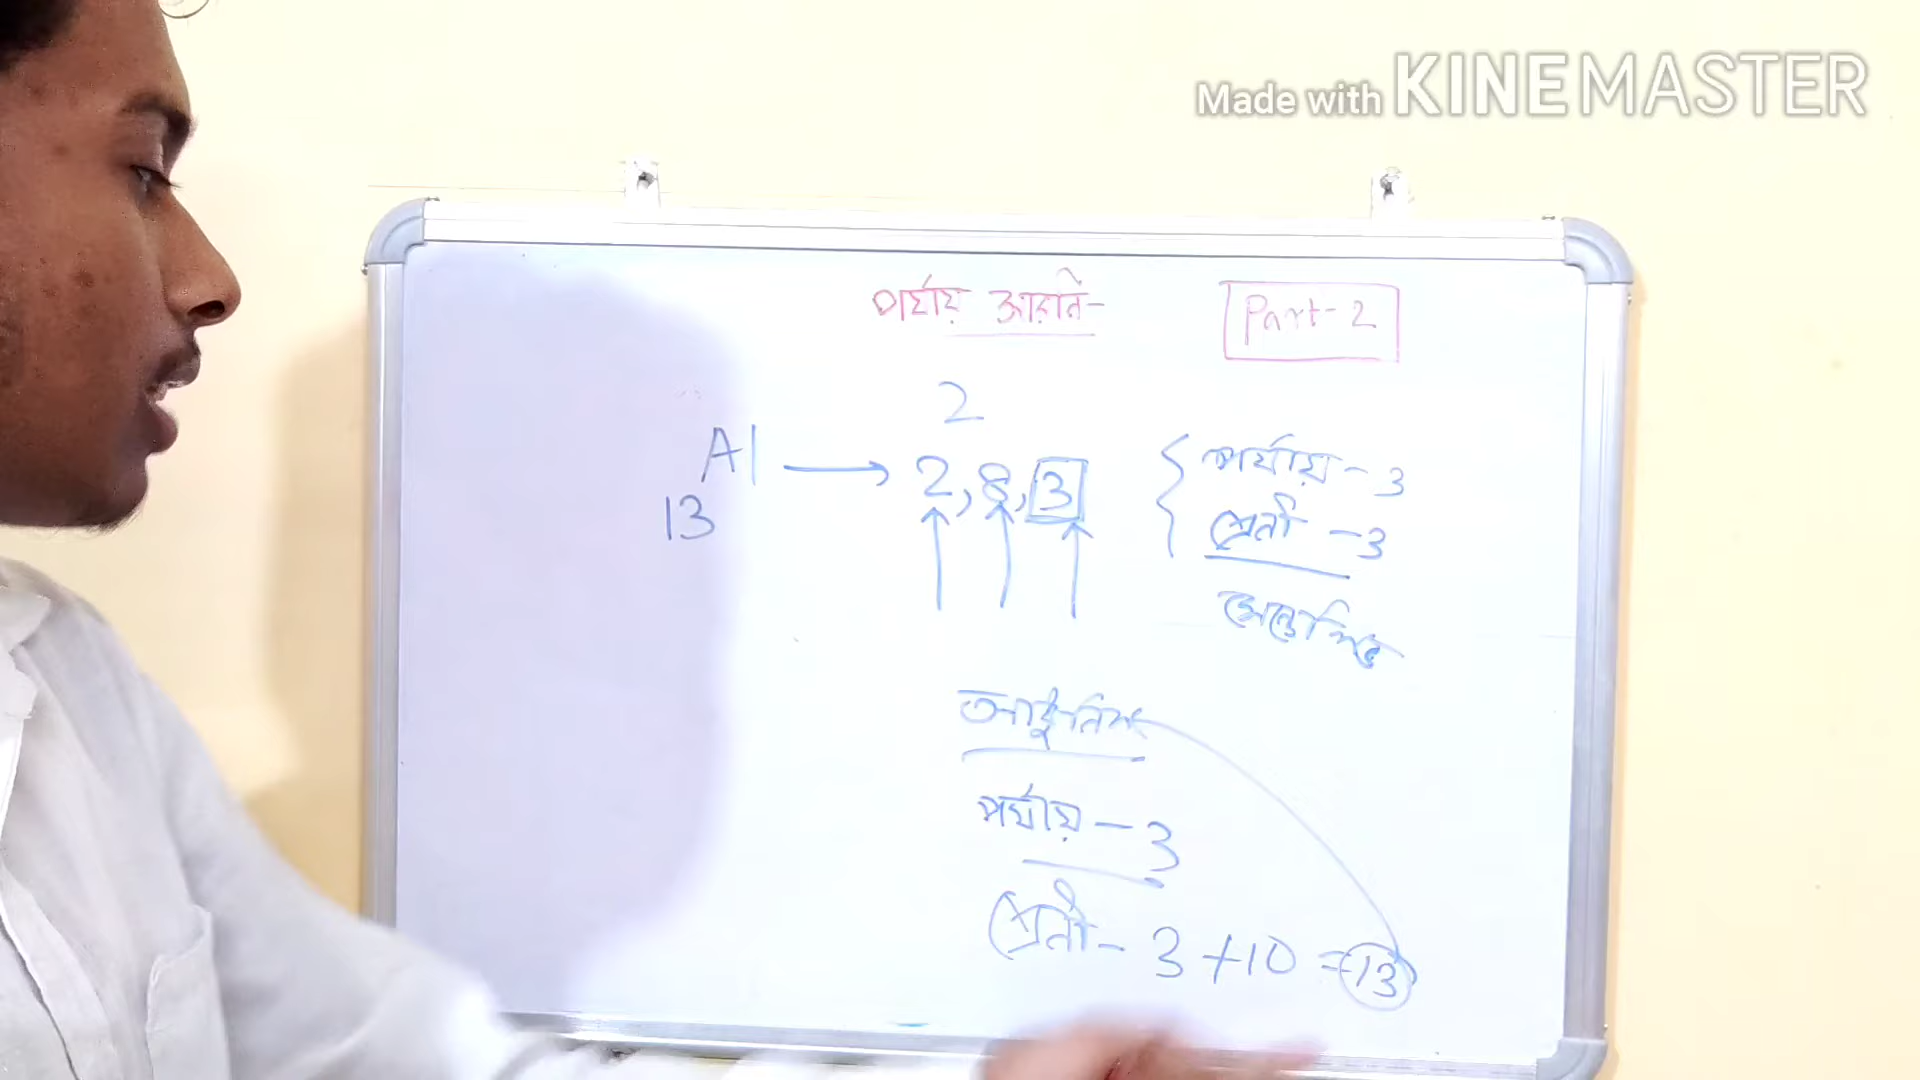 Made with KINEMASTER
পর্যায় সারনি-
Part-2
2
Al → 2, 8, 3
13
পর্যায় - 3
শ্রেনী - 3
মেন্ডেলিফ
আধুনিক
পর্যায় - 3
শ্রেনী - 3 + 10 = 13